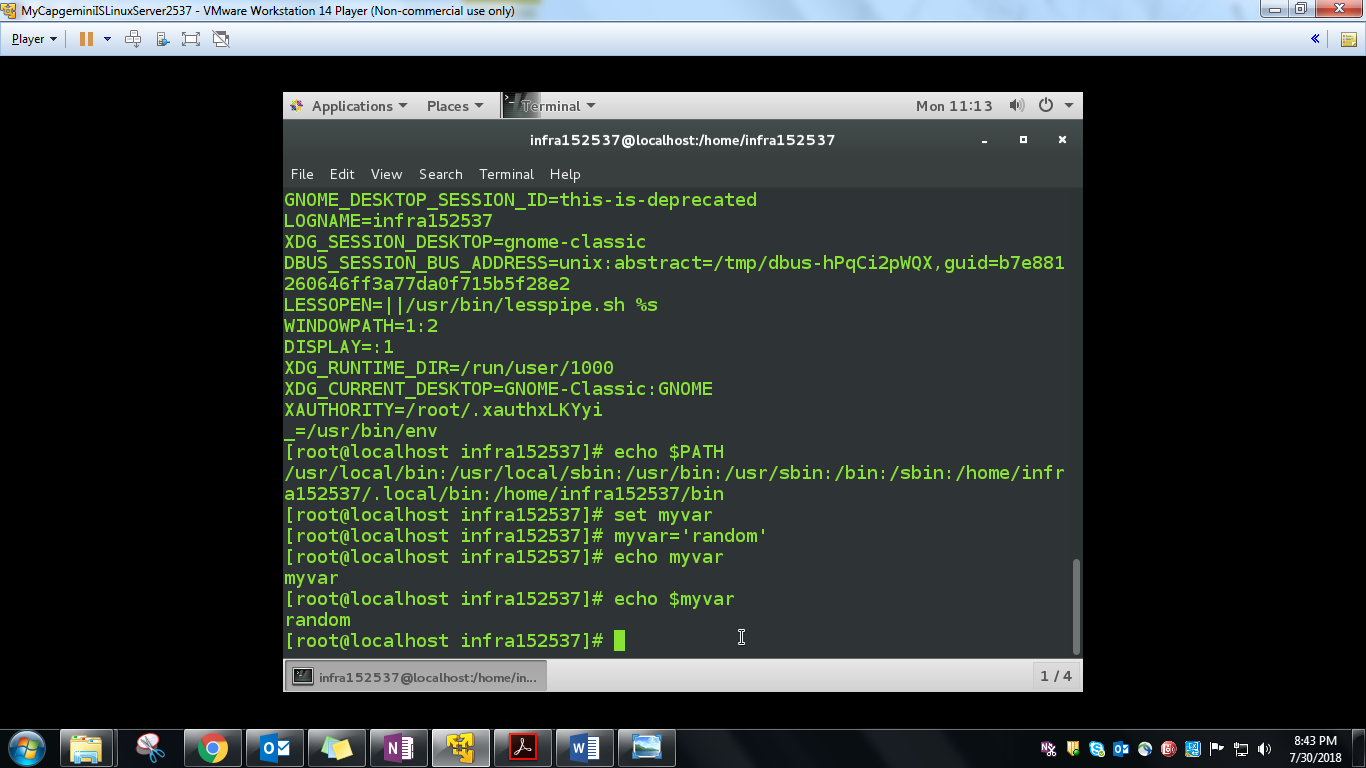 MyCapgeminiISLinuxServer2537 - VMware Workstation 14 Player (Non-commercial use only)
Player
Applications Places Terminal Mon 11:13
infra152537@localhost:/home/infra152537
File Edit View Search Terminal Help
GNOME_DESKTOP_SESSION_ID=this-is-deprecated
LOGNAME=infra152537
XDG_SESSION_DESKTOP=gnome-classic
DBUS_SESSION_BUS_ADDRESS=unix:abstract=/tmp/dbus-hPqCi2pWQX,guid=b7e881
260646ff3a77da0f715b5f28e2
LESSOPEN=||/usr/bin/lesspipe.sh %s
WINDOWPATH=1:2
DISPLAY=:1
XDG_RUNTIME_DIR=/run/user/1000
XDG_CURRENT_DESKTOP=GNOME-Classic:GNOME
XAUTHORITY=/root/.xauthxLKYyi
_=/usr/bin/env
[root@localhost infra152537]# echo $PATH
/usr/local/bin:/usr/local/sbin:/usr/bin:/usr/sbin:/bin:/sbin:/home/infr
a152537/.local/bin:/home/infra152537/bin
[root@localhost infra152537]# set myvar
[root@localhost infra152537]# myvar='random'
[root@localhost infra152537]# echo myvar
myvar
[root@localhost infra152537]# echo $myvar
random
[root@localhost infra152537]#
infra152537@localhost:/home/in... 1 / 4
8:43 PM
7/30/2018